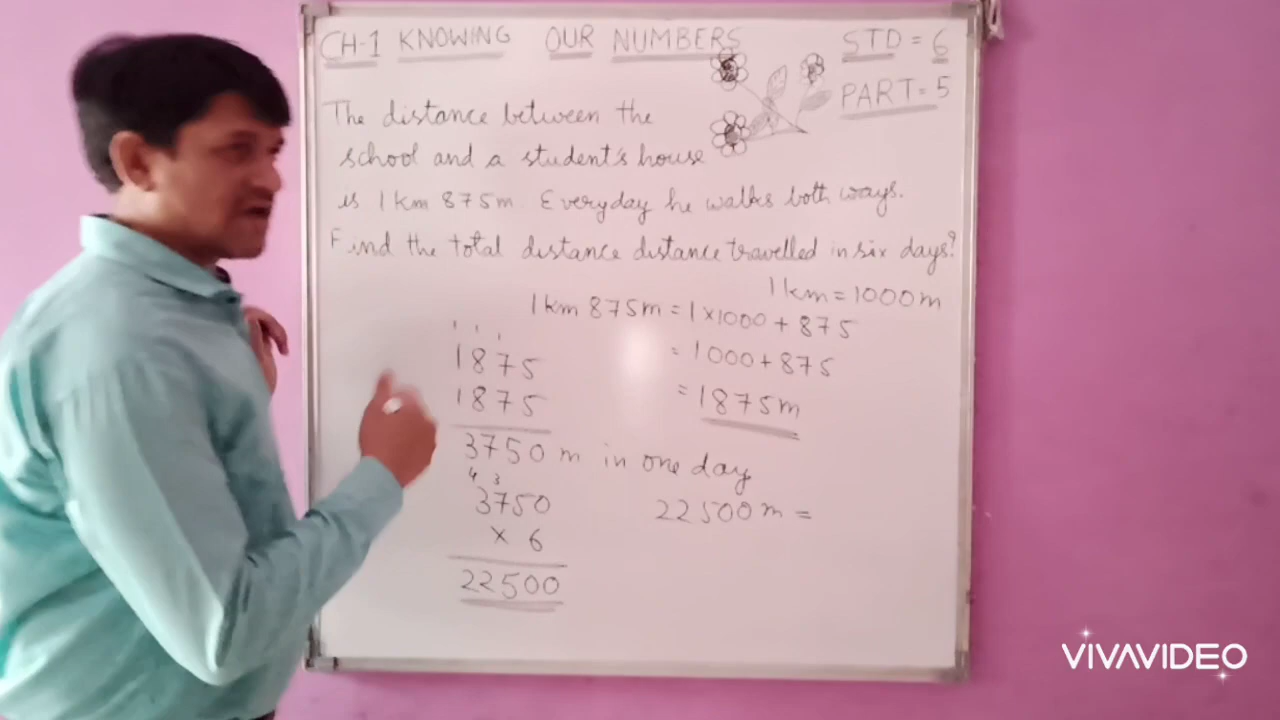 CH-1 KNOWING OUR NUMBERS STD = 6
PART = 5
The distance between the
school and a student's house
is 1 km 875 m. Everyday he walks both ways.
Find the total distance distance travelled in six days?
1 km = 1000 m
1 km 875 m = 1 × 1000 + 875
= 1000 + 875
= 1875 m
1 1 1
1875
1875
3750 m in one day
4 3
3750
× 6
22500
22500 m =
VIVAVIDEO